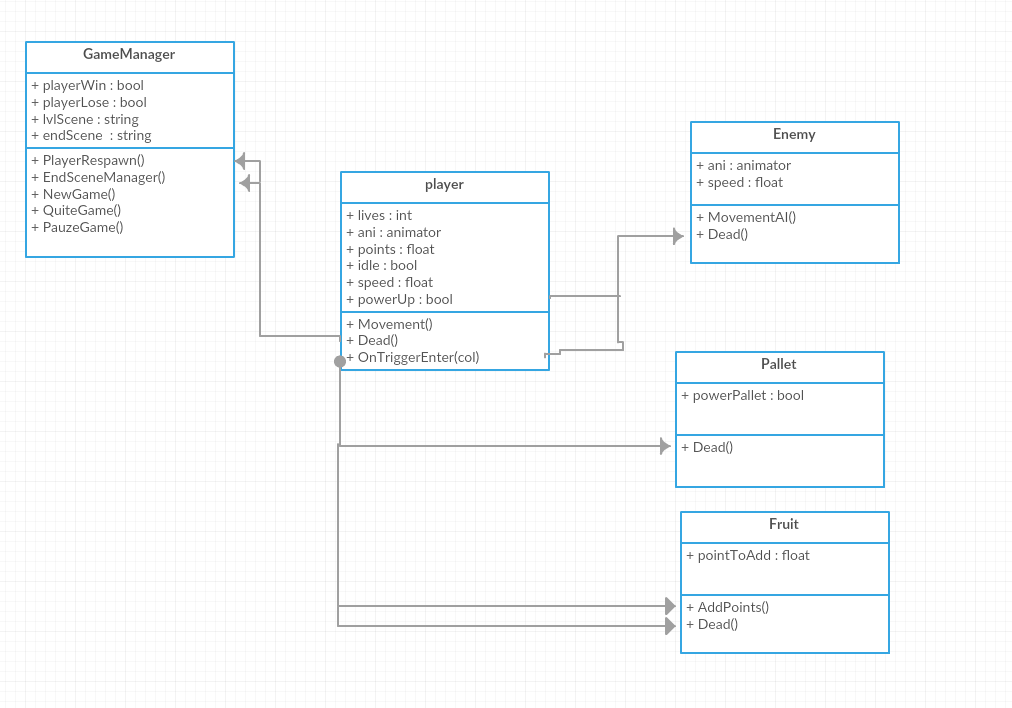 GameManager
+ playerWin : bool
+ playerLose : bool
+ lvlScene : string
+ endScene  : string
+ PlayerRespawn()
+ EndSceneManager()
+ NewGame()
+ QuiteGame()
+ PauzeGame()
player
+ lives : int
+ ani : animator
+ points : float
+ idle : bool
+ speed : float
+ powerUp : bool
+ Movement()
+ Dead()
+ OnTriggerEnter(col)
Enemy
+ ani : animator
+ speed : float
+ MovementAI()
+ Dead()
Pallet
+ powerPallet : bool
+ Dead()
Fruit
+ pointToAdd : float
+ AddPoints()
+ Dead()